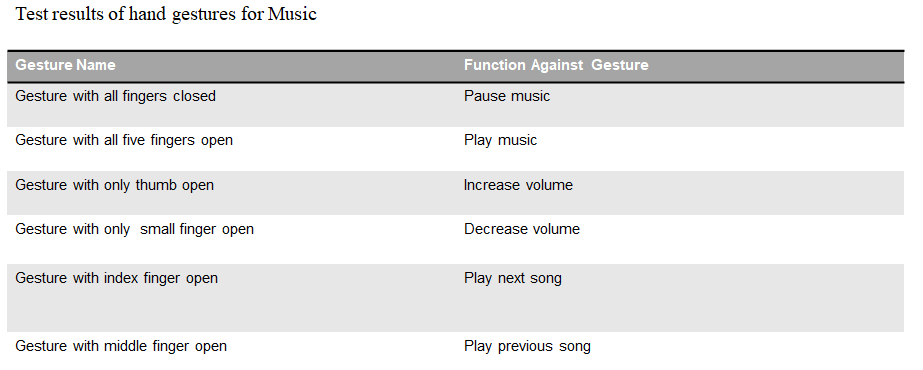 Test results of hand gestures for Music
Gesture Name Function Against Gesture
Gesture with all fingers closed Pause music
Gesture with all five fingers open Play music
Gesture with only thumb open Increase volume
Gesture with only small finger open Decrease volume
Gesture with index finger open Play next song
Gesture with middle finger open Play previous song